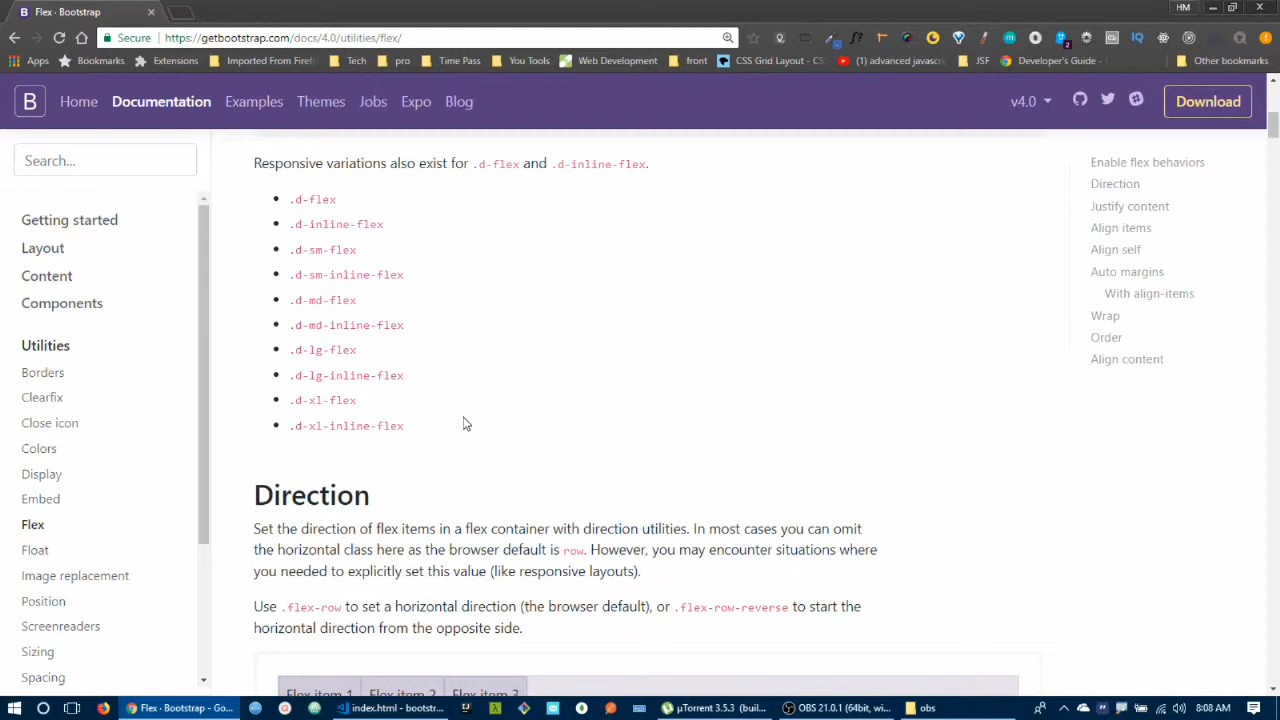 Flex · Bootstrap
HM
Secure
https://getbootstrap.com/docs/4.0/utilities/flex/
Apps
Bookmarks
Extensions
Imported From Firef
Tech
pro
Time Pass
You Tools
Web Development
front
CSS Grid Layout - CS
(1) advanced javascri
JSF
Developer's Guide -
Other bookmarks
B
Home
Documentation
Examples
Themes
Jobs
Expo
Blog
v4.0
Download
Search...
Getting started
Layout
Content
Components
Utilities
Borders
Clearfix
Close icon
Colors
Display
Embed
Flex
Float
Image replacement
Position
Screenreaders
Sizing
Spacing
Responsive variations also exist for .d-flex and .d-inline-flex.
.d-flex
.d-inline-flex
.d-sm-flex
.d-sm-inline-flex
.d-md-flex
.d-md-inline-flex
.d-lg-flex
.d-lg-inline-flex
.d-xl-flex
.d-xl-inline-flex
Direction
Set the direction of flex items in a flex container with direction utilities. In most cases you can omit
the horizontal class here as the browser default is row. However, you may encounter situations where
you needed to explicitly set this value (like responsive layouts).
Use .flex-row to set a horizontal direction (the browser default), or .flex-row-reverse to start the
horizontal direction from the opposite side.
Flex item 1
Flex item 2
Flex item 3
Enable flex behaviors
Direction
Justify content
Align items
Align self
Auto margins
With align-items
Wrap
Order
Align content
Flex · Bootstrap - Go...
index.html - bootstr...
µTorrent 3.5.3 (buil...
OBS 21.0.1 (64bit, wi...
obs
8:08 AM